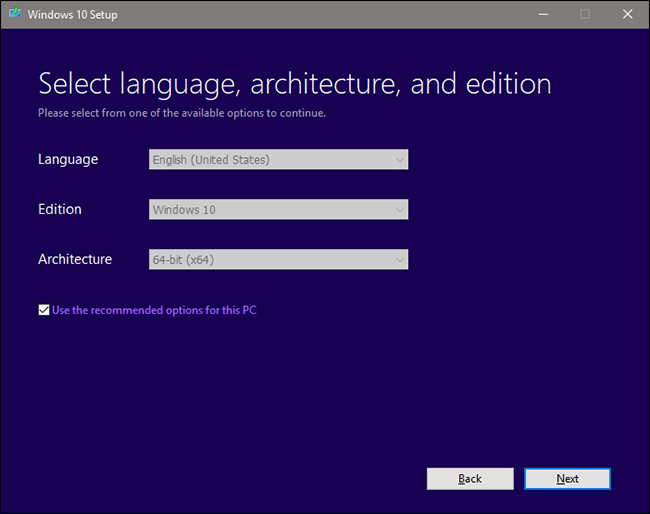 Windows 10 Setup
Select language, architecture, and edition
Please select from one of the available options to continue.
Language English (United States)
Edition Windows 10
Architecture 64-bit (x64)
Use the recommended options for this PC
Back Next